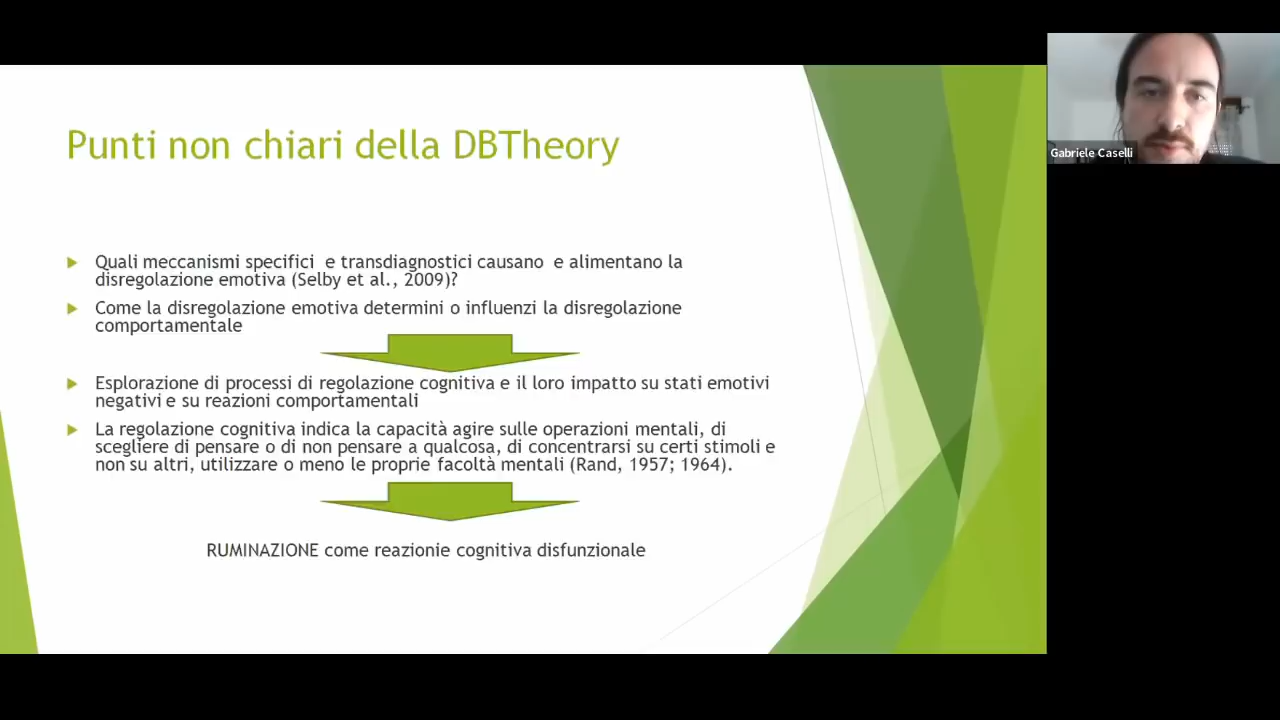 Punti non chiari della DBTheory
Gabriele Caselli
Quali meccanismi specifici e transdiagnostici causano e alimentano la
disregolazione emotiva (Selby et al., 2009)?
Come la disregolazione emotiva determini o influenzi la disregolazione
comportamentale
Esplorazione di processi di regolazione cognitiva e il loro impatto su stati emotivi
negativi e su reazioni comportamentali
La regolazione cognitiva indica la capacità agire sulle operazioni mentali, di
scegliere di pensare o di non pensare a qualcosa, di concentrarsi su certi stimoli e
non su altri, utilizzare o meno le proprie facoltà mentali (Rand, 1957; 1964).
RUMINAZIONE come reazionie cognitiva disfunzionale